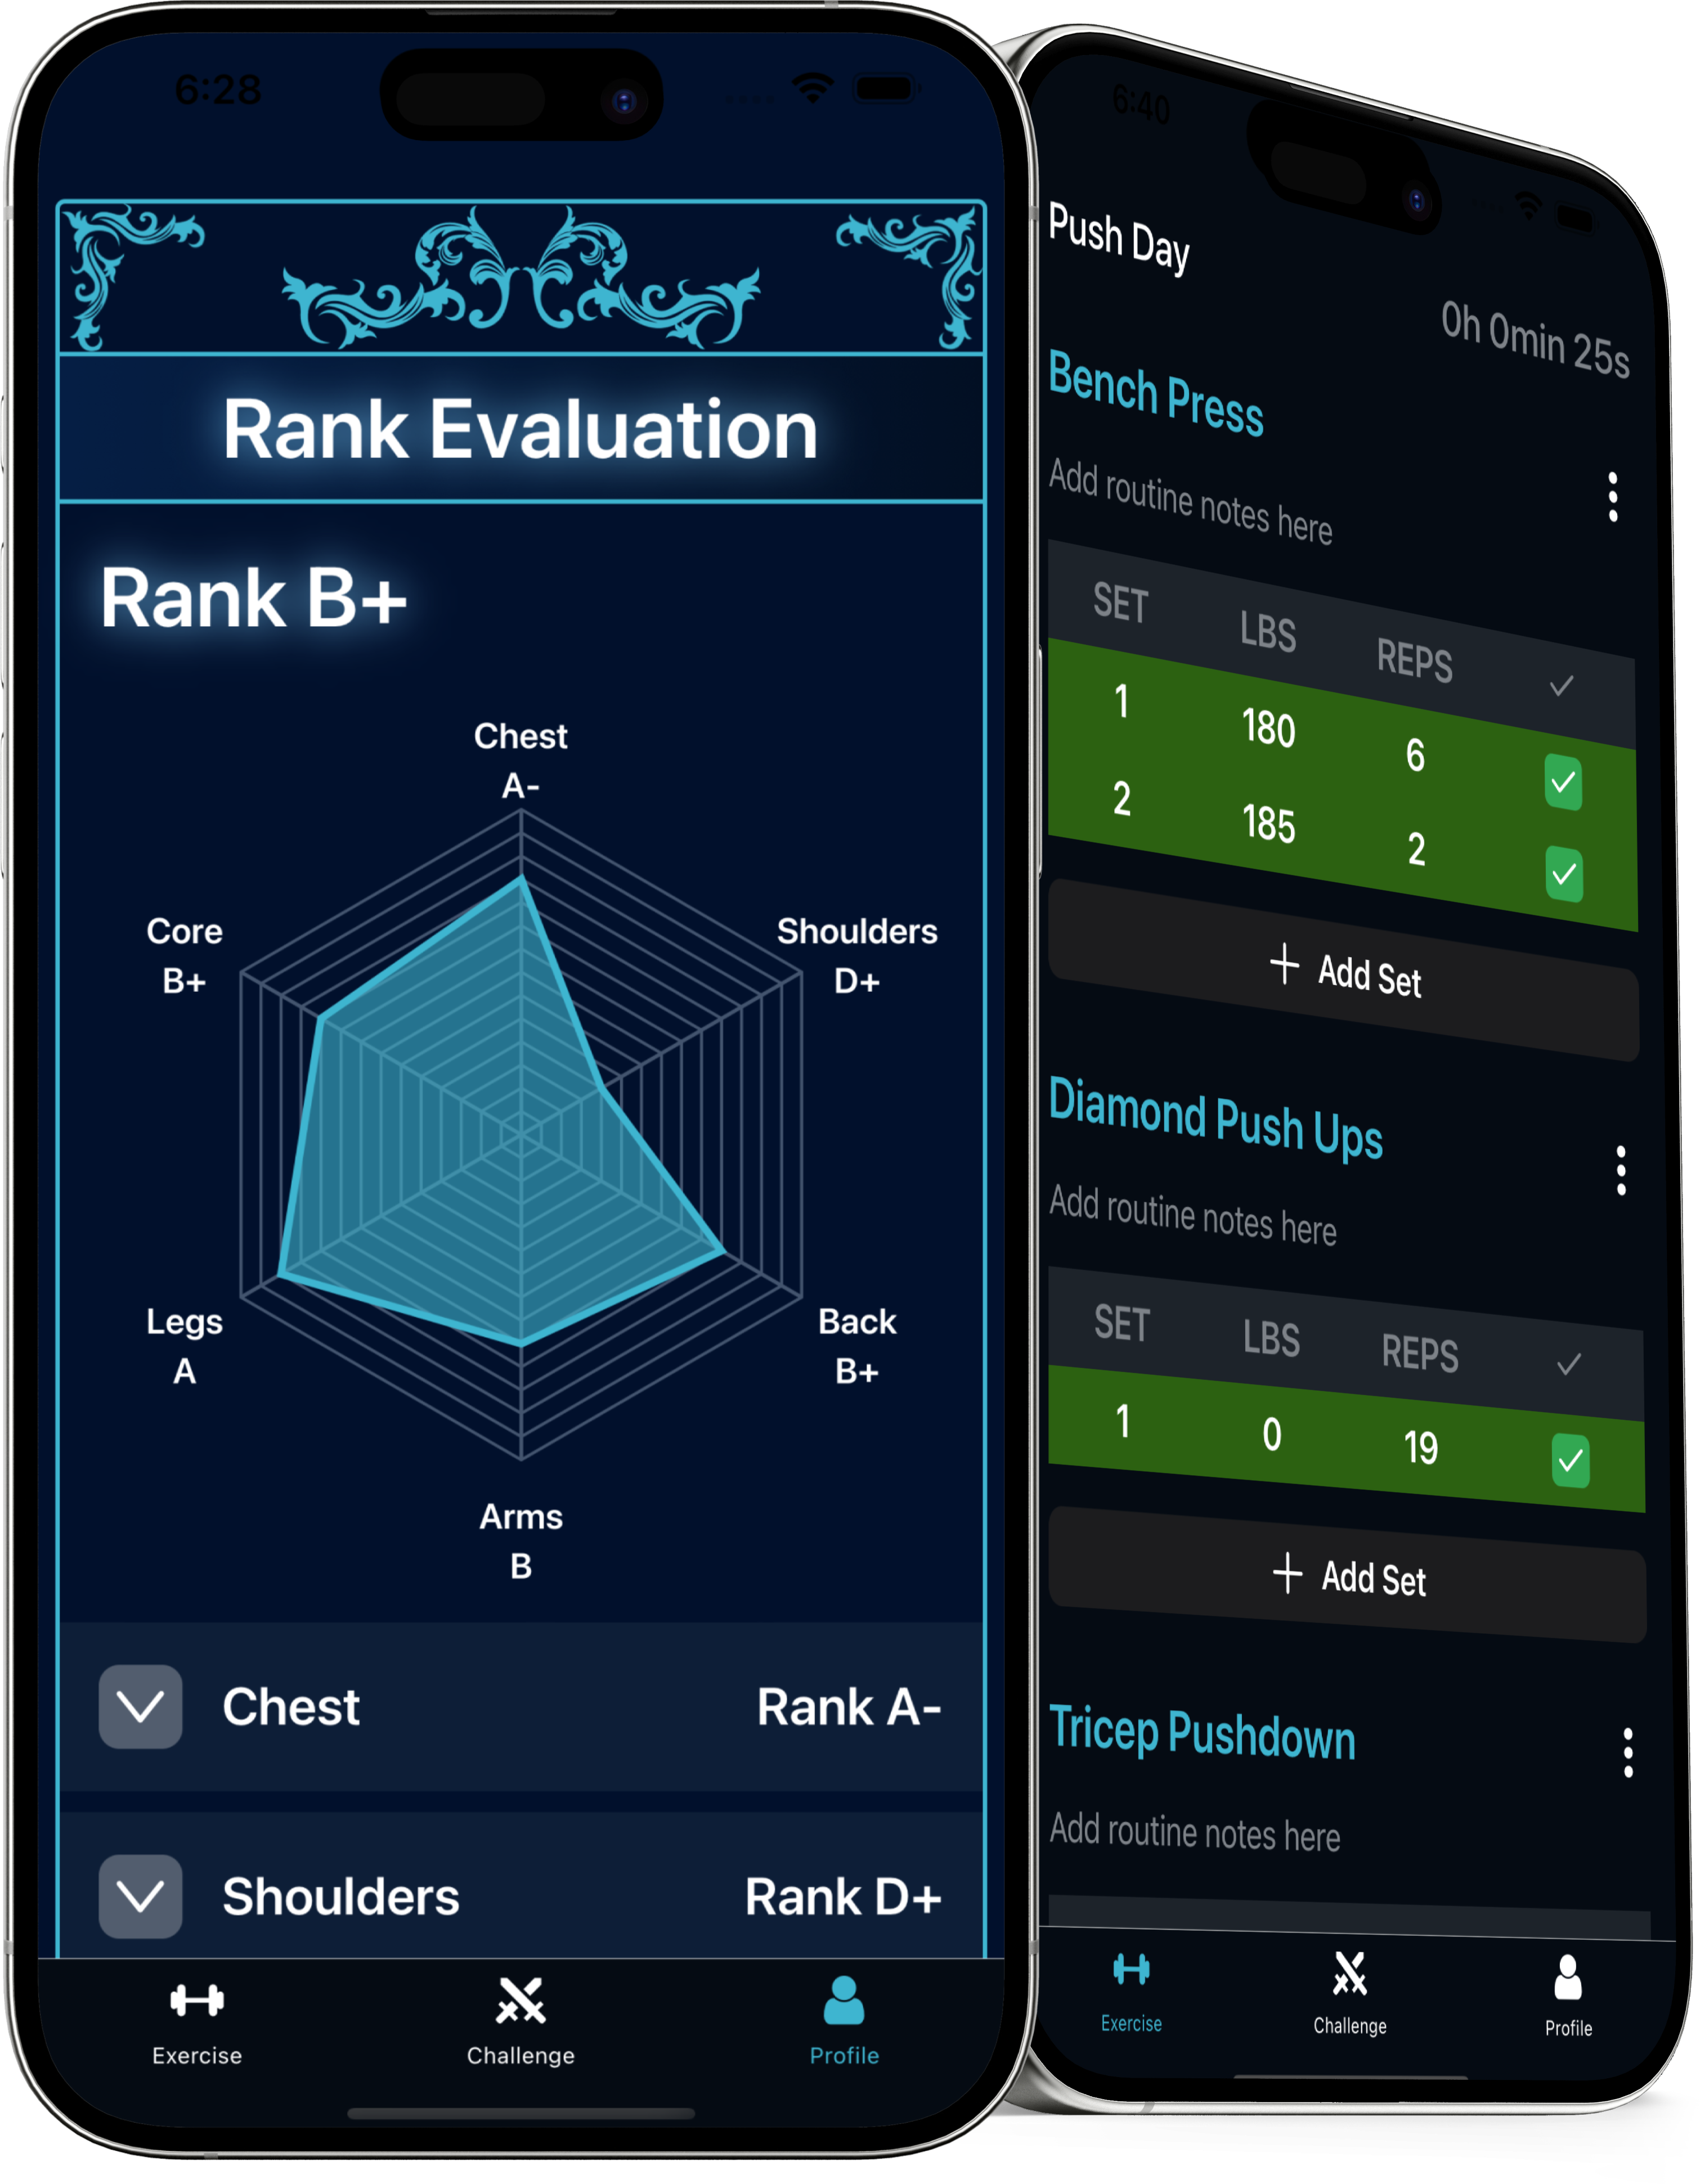 6:28
Rank Evaluation
Rank B+
Chest
A-
Core
B+
Shoulders
D+
Legs
A
Back
B+
Arms
B
Chest Rank A-
Shoulders Rank D+
Exercise Challenge Profile
6:40
Push Day
0h 0min 25s
Bench Press
Add routine notes here
SET LBS REPS ✓
1 180 6
2 185 2
+ Add Set
Diamond Push Ups
Add routine notes here
SET LBS REPS ✓
1 0 19
+ Add Set
Tricep Pushdown
Add routine notes here
Exercise Challenge Profile